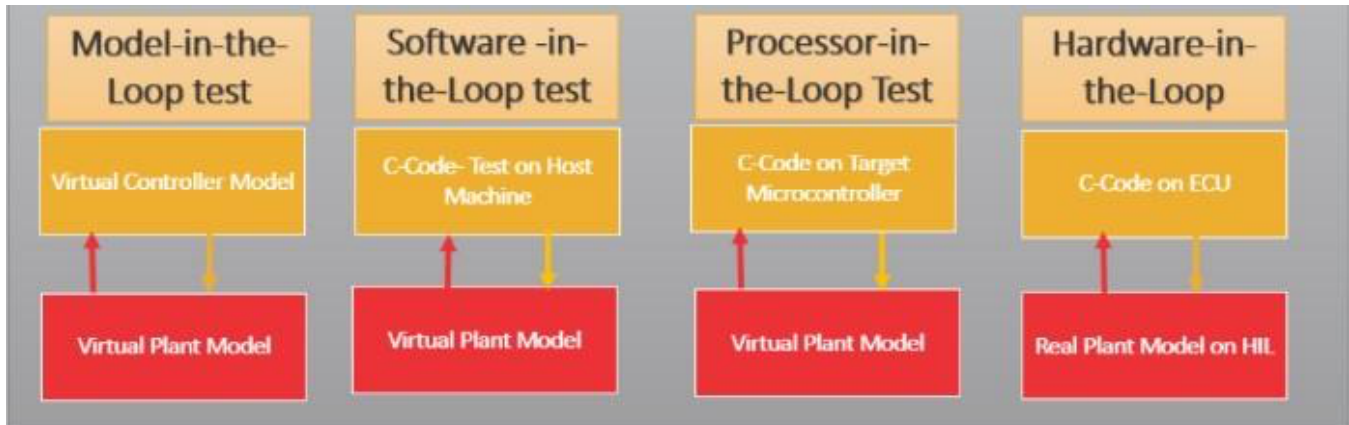 Model-in-the-
Loop test
Software -in-
the-Loop test
Processor-in-
the-Loop Test
Hardware-in-
the-Loop
Virtual Controller Model
C-Code- Test on Host
Machine
C-Code on Target
Microcontroller
C-Code on ECU
Virtual Plant Model
Virtual Plant Model
Virtual Plant Model
Real Plant Model on HIL